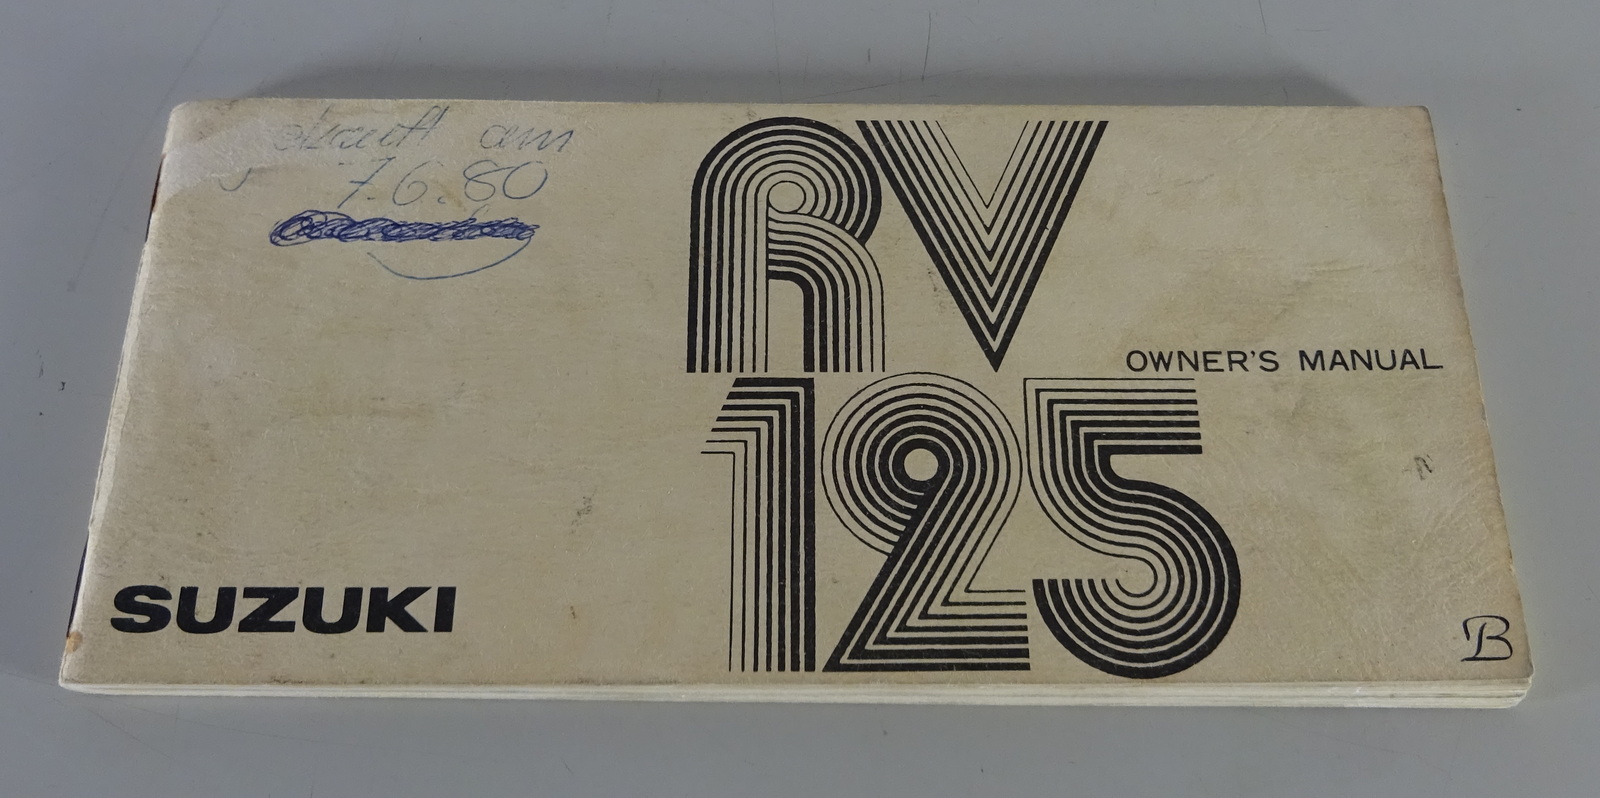 gekauft am
7.6.80
RV
OWNER'S MANUAL
125
SUZUKI
B